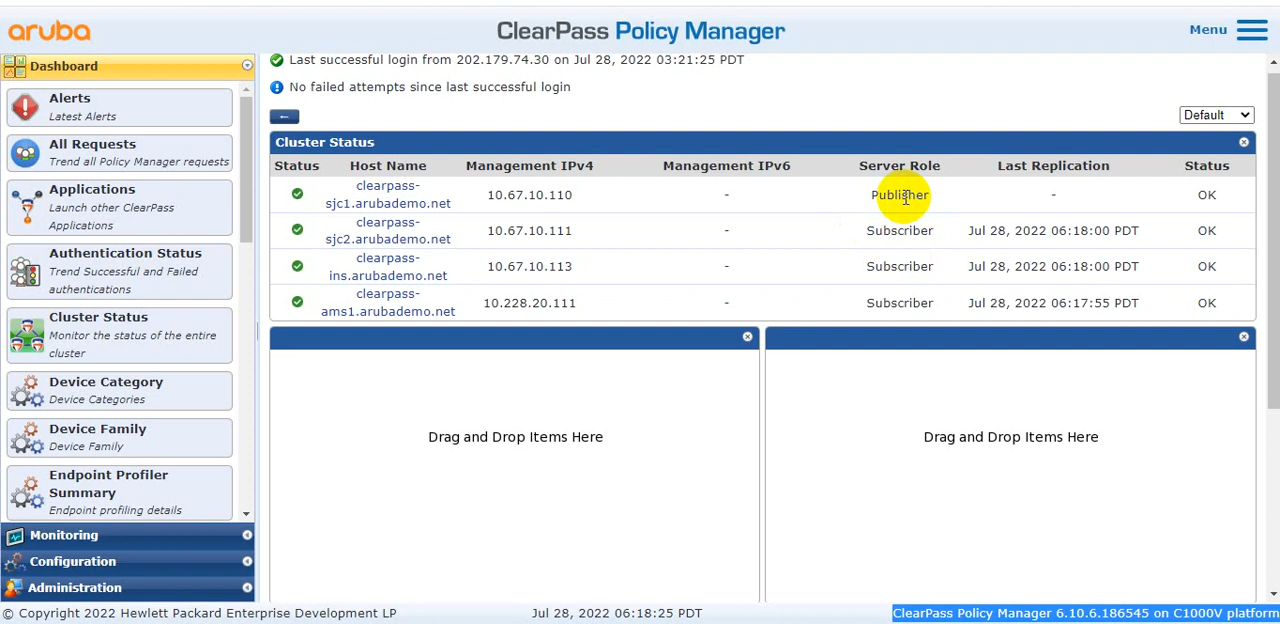 aruba
ClearPass Policy Manager
Menu
Dashboard
Alerts
Latest Alerts
All Requests
Trend all Policy Manager requests
Applications
Launch other ClearPass
Applications
Authentication Status
Trend Successful and Failed
authentications
Cluster Status
Monitor the status of the entire
cluster
Device Category
Device Categories
Device Family
Device Family
Endpoint Profiler
Summary
Endpoint profiling details
Monitoring
Configuration
Administration
Last successful login from 202.179.74.30 on Jul 28, 2022 03:21:25 PDT
No failed attempts since last successful login
Default
Cluster Status
Status Host Name Management IPv4 Management IPv6 Server Role Last Replication Status
clearpass-
sjc1.arubademo.net 10.67.10.110 - Publisher - OK
clearpass-
sjc2.arubademo.net 10.67.10.111 - Subscriber Jul 28, 2022 06:18:00 PDT OK
clearpass-
ins.arubademo.net 10.67.10.113 - Subscriber Jul 28, 2022 06:18:00 PDT OK
clearpass-
ams1.arubademo.net 10.228.20.111 - Subscriber Jul 28, 2022 06:17:55 PDT OK
Drag and Drop Items Here
Drag and Drop Items Here
© Copyright 2022 Hewlett Packard Enterprise Development LP
Jul 28, 2022 06:18:25 PDT
ClearPass Policy Manager 6.10.6.186545 on C1000V platform